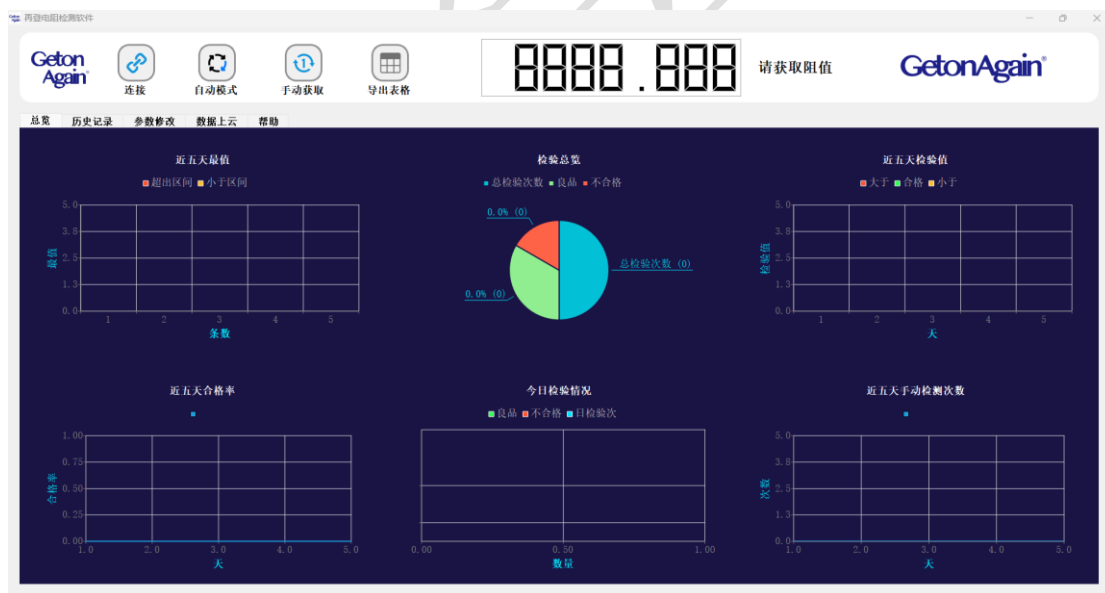 再登电阻检测软件
Geton Again
连接
自动模式
手动获取
导出表格
8888.888
请获取阻值
GetonAgain®
总览 历史记录 参数修改 数据上云 帮助
近五天最值
超出区间 小于区间
5.0
3.8
2.5
1.3
0.0
最值
1 2 3 4 5
条数
检验总览
总检验次数 良品 不合格
0.0% (0)
总检验次数 (0)
0.0% (0)
近五天检验值
大于 合格 小于
5.0
3.8
2.5
1.3
0.0
检验值
1 2 3 4 5
天
近五天合格率
1.00
0.75
0.50
0.25
0.00
合格率
1.0 2.0 3.0 4.0 5.0
天
今日检验情况
良品 不合格 日检验次
0.00 0.50 1.00
数量
近五天手动检测次数
5.0
3.8
2.5
1.3
0.0
次数
1.0 2.0 3.0 4.0 5.0
天